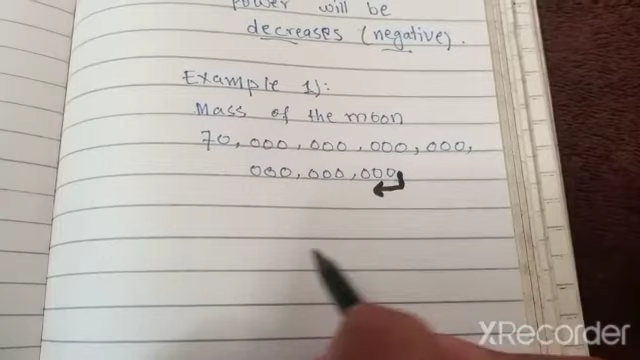 power will be
decreases (negative).
Example 1):
Mass of the moon
70,000,000,000,000,
000,000,000
XRecorder